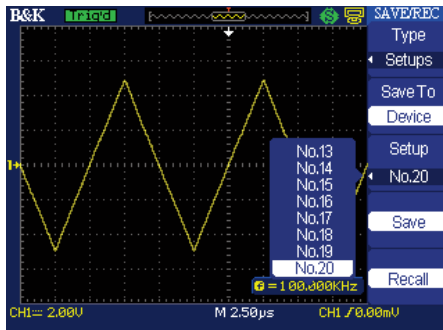 B&K Trig'd SAVE/REC
Type
Setups
Save To
Device
Setup
No.20
Save
Recall
No.13
No.14
No.15
No.16
No.17
No.18
No.19
No.20
f=100.000KHz
1
CH1 2.00V M 2.50µs CH1 0.00mV